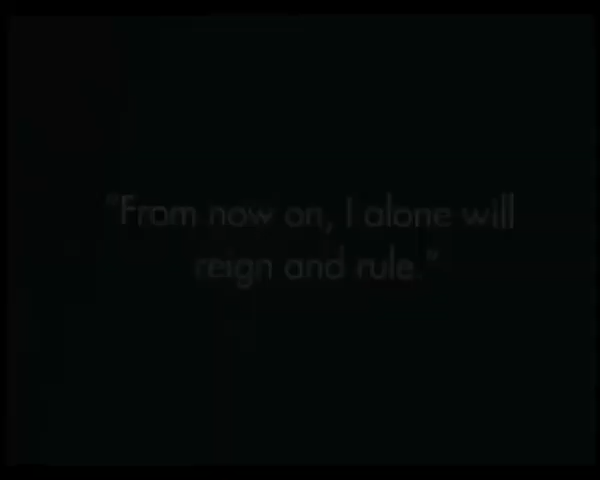 "From now on, I alone will
reign and rule."